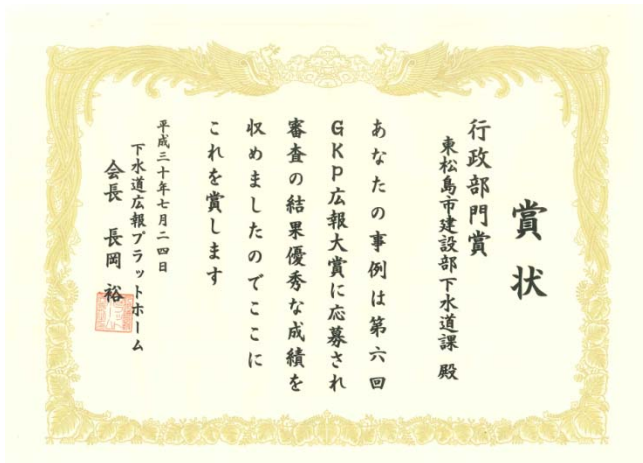 賞状
行政部門賞
東松島市建設部下水道課 殿
あなたの事例は第六回
GKP広報大賞に応募され
審査の結果優秀な成績を
収めましたのでここに
これを賞します
平成三十年七月二四日
下水道広報プラットホーム
会長 長岡 裕